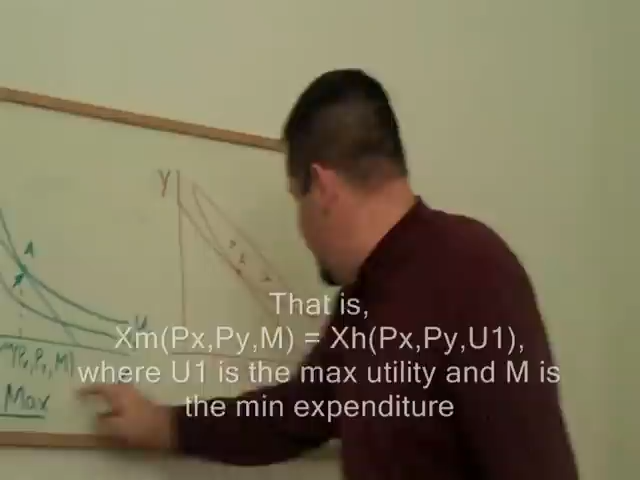 Y
A
U
Max
That is,
Xm(Px,Py,M) = Xh(Px,Py,U1),
where U1 is the max utility and M is
the min expenditure